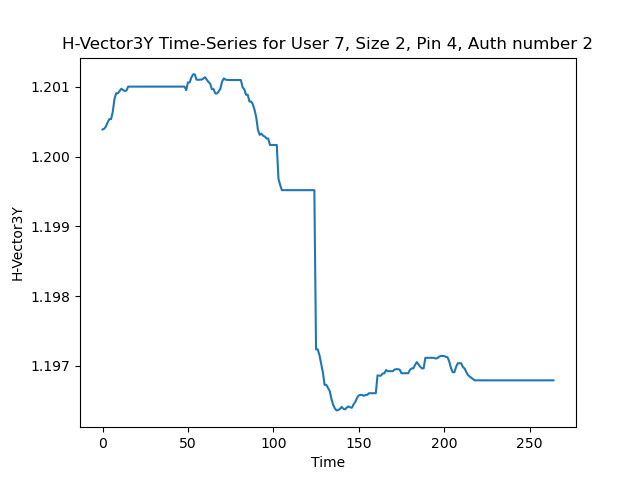 H-Vector3Y Time-Series for User 7, Size 2, Pin 4, Auth number 2
1.201
1.200
1.199
1.198
1.197
H-Vector3Y
0 50 100 150 200 250
Time